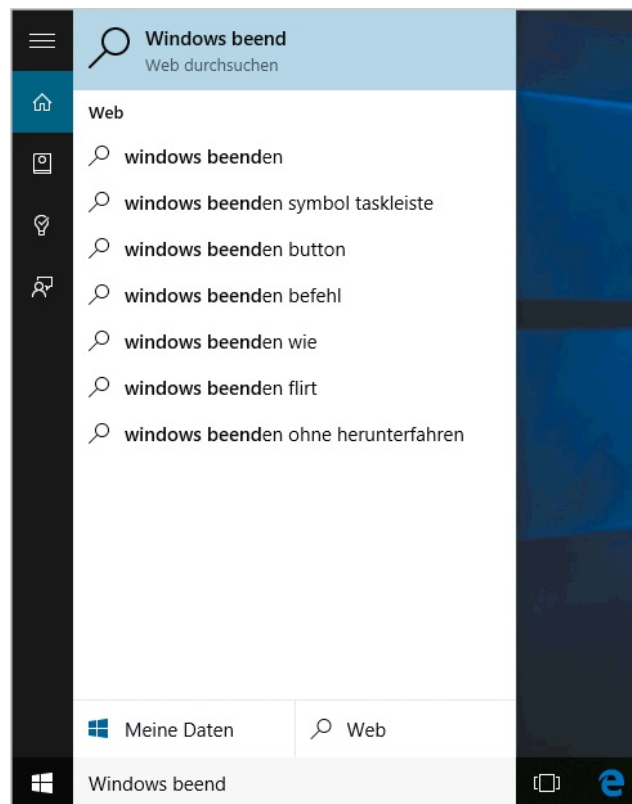 Windows beend
Web durchsuchen
Web
windows beenden
windows beenden symbol taskleiste
windows beenden button
windows beenden befehl
windows beenden wie
windows beenden flirt
windows beenden ohne herunterfahren
Meine Daten
Web
Windows beend